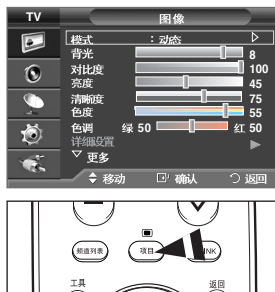 TV
图像
模式 : 动态
背光 8
对比度 100
亮度 45
清晰度 75
色度 55
色调 绿 50 红 50
详细设置
更多
移动 确认 返回
频道列表 项目 INK
工具 返回